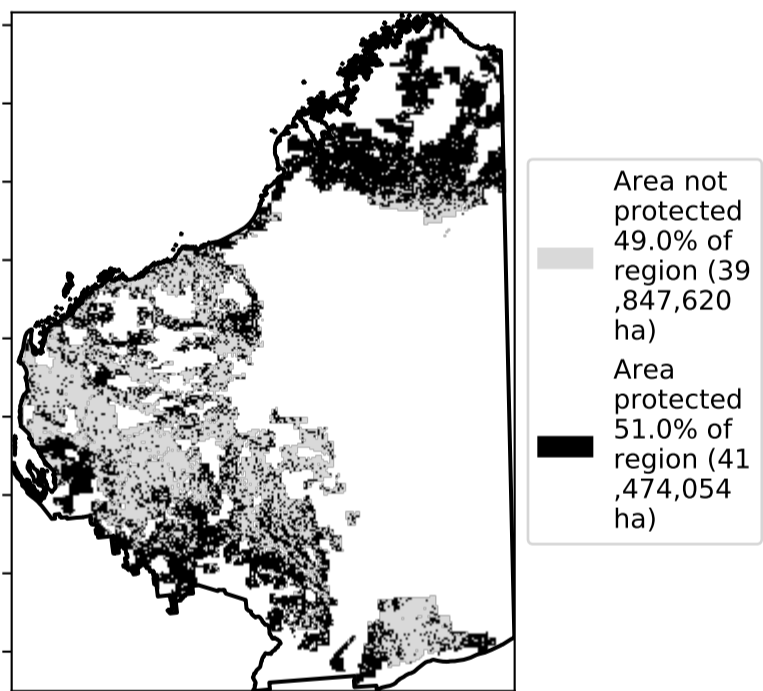 Area not
protected
49.0% of
region (39
,847,620
ha)
Area
protected
51.0% of
region (41
,474,054
ha)